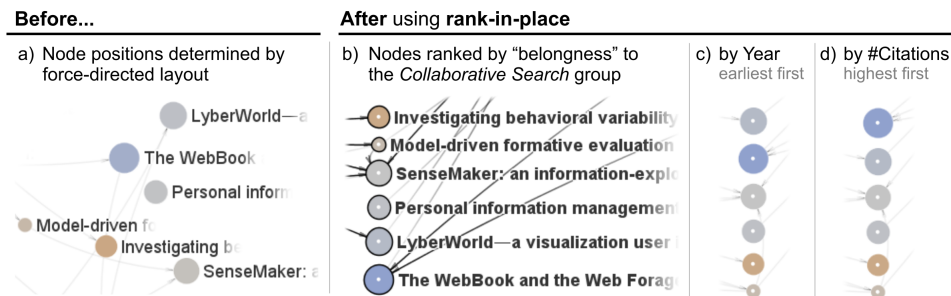 Before...
After using rank-in-place
a) Node positions determined by
force-directed layout
b) Nodes ranked by “belongness” to
the Collaborative Search group
c) by Year
earliest first
d) by #Citations
highest first
LyberWorld—a
The WebBook
Personal inform
Model-driven fo
Investigating be
SenseMaker: a
Investigating behavioral variability
Model-driven formative evaluation
SenseMaker: an information-explo
Personal information management
LyberWorld—a visualization user
The WebBook and the Web Forag